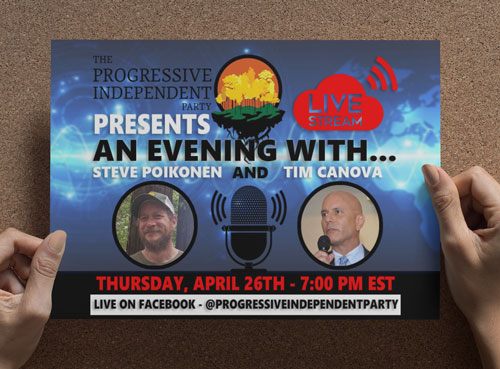 THE
PROGRESSIVE
INDEPENDENT
PARTY
LIVE
STREAM
PRESENTS
AN EVENING WITH...
STEVE POIKONEN AND TIM CANOVA
THURSDAY, APRIL 26TH - 7:00 PM EST
LIVE ON FACEBOOK - @PROGRESSIVEINDEPENDENTPARTY